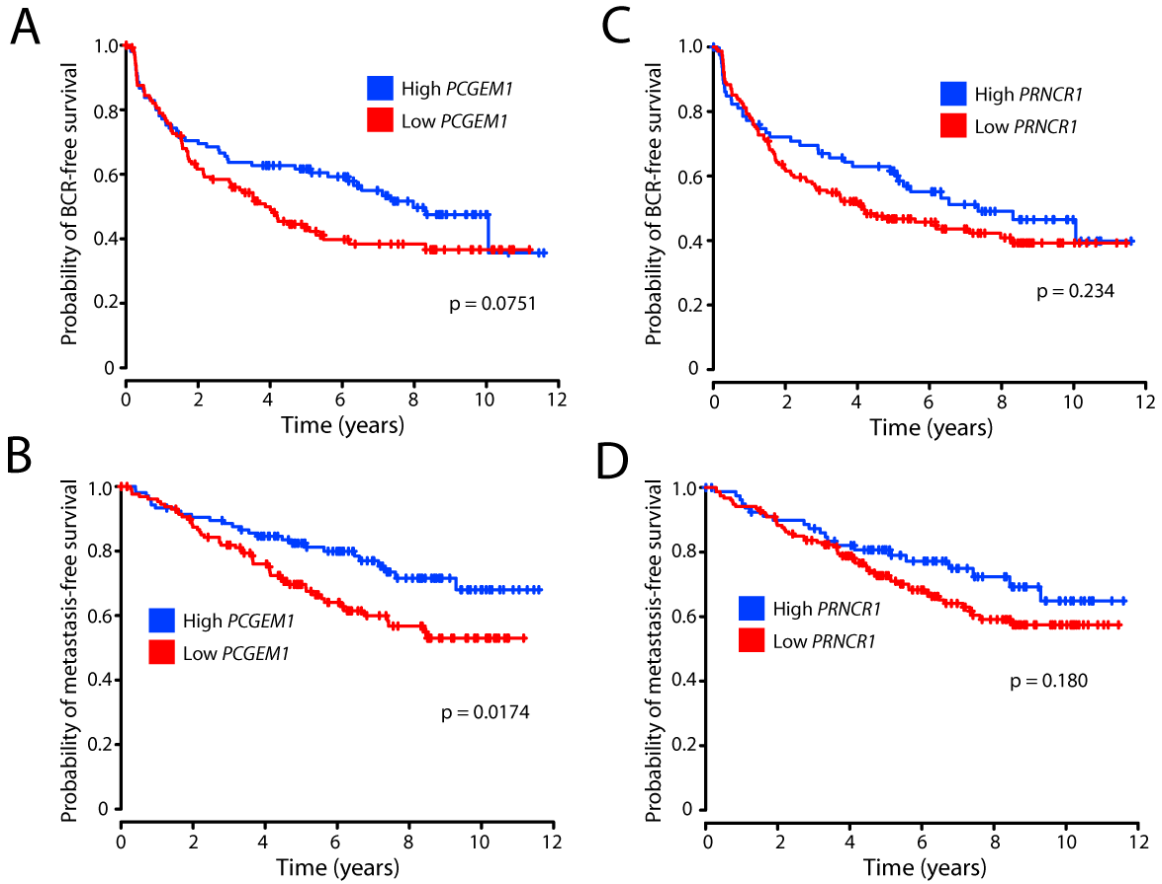 A
Probability of BCR-free survival
1.0
0.8
0.6
0.4
0.2
0
High PCGEM1
Low PCGEM1
p = 0.0751
0 2 4 6 8 10 12
Time (years)
C
Probability of BCR-free survival
1.0
0.8
0.6
0.4
0.2
0
High PRNCR1
Low PRNCR1
p = 0.234
0 2 4 6 8 10 12
Time (years)
B
Probability of metastasis-free survival
1.0
0.8
0.6
0.4
0.2
0
High PCGEM1
Low PCGEM1
p = 0.0174
0 2 4 6 8 10 12
Time (years)
D
Probability of metastasis-free survival
1.0
0.8
0.6
0.4
0.2
0
High PRNCR1
Low PRNCR1
p = 0.180
0 2 4 6 8 10 12
Time (years)